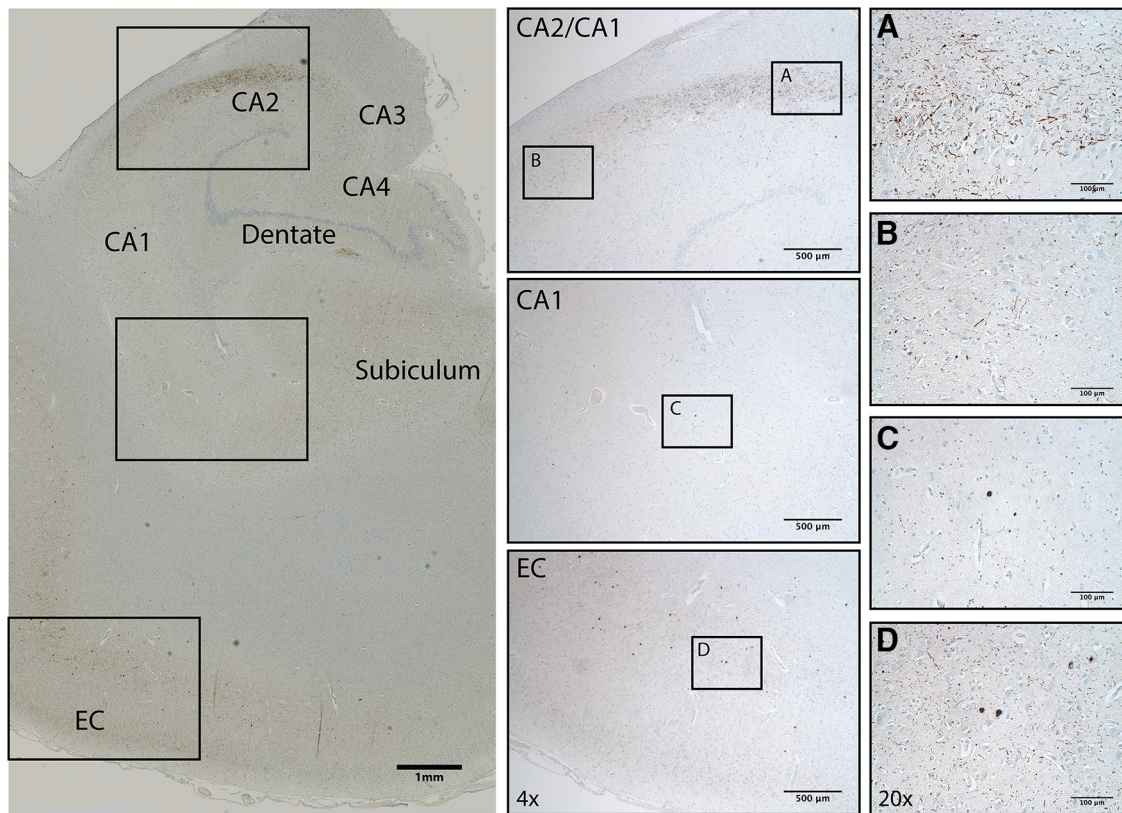 CA2
CA3
CA4
CA1
Dentate
Subiculum
EC
1mm
CA2/CA1
A
B
500 µm
CA1
C
500 µm
EC
D
4x
500 µm
A
100 µm
B
100 µm
C
100 µm
D
20x
100 µm